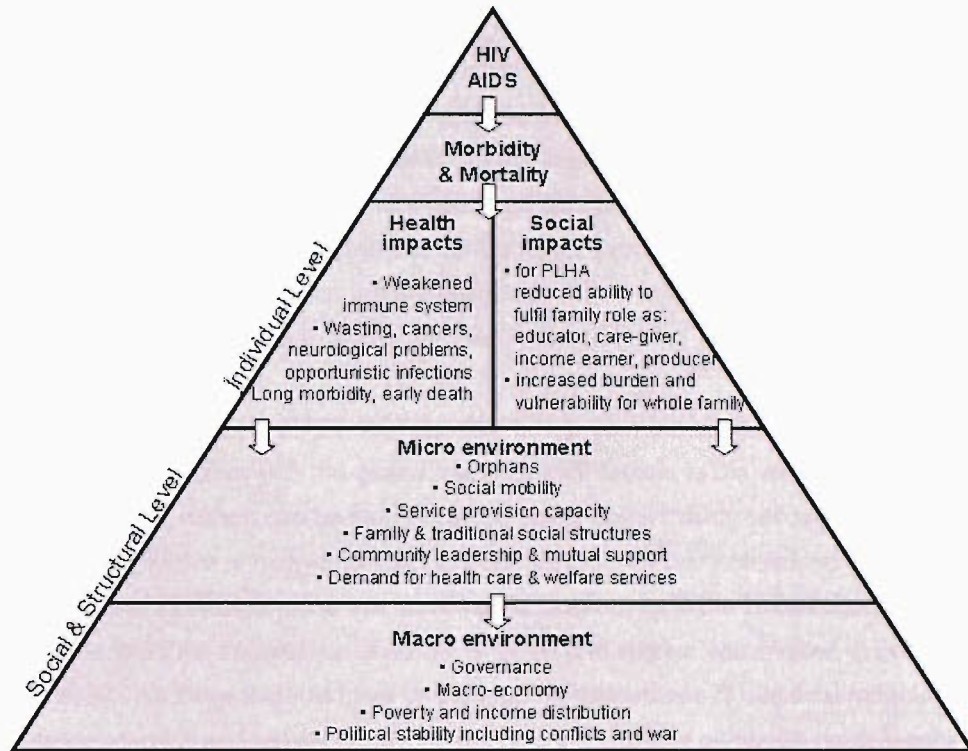 HIV
AIDS
Morbidity
& Mortality
Health
impacts
• Weakened
immune system
• Wasting, cancers,
neurological problems,
opportunistic infections
• Long morbidity, early death
Social
impacts
• for PLHA
reduced ability to
fulfil family role as:
educator, care-giver,
income earner, producer
• increased burden and
vulnerability for whole family
Individual Level
Micro environment
• Orphans
• Social mobility
• Service provision capacity
• Family & traditional social structures
• Community leadership & mutual support
• Demand for health care & welfare services
Social & Structural Level
Macro environment
• Governance
• Macro-economy
• Poverty and income distribution
• Political stability including conflicts and war